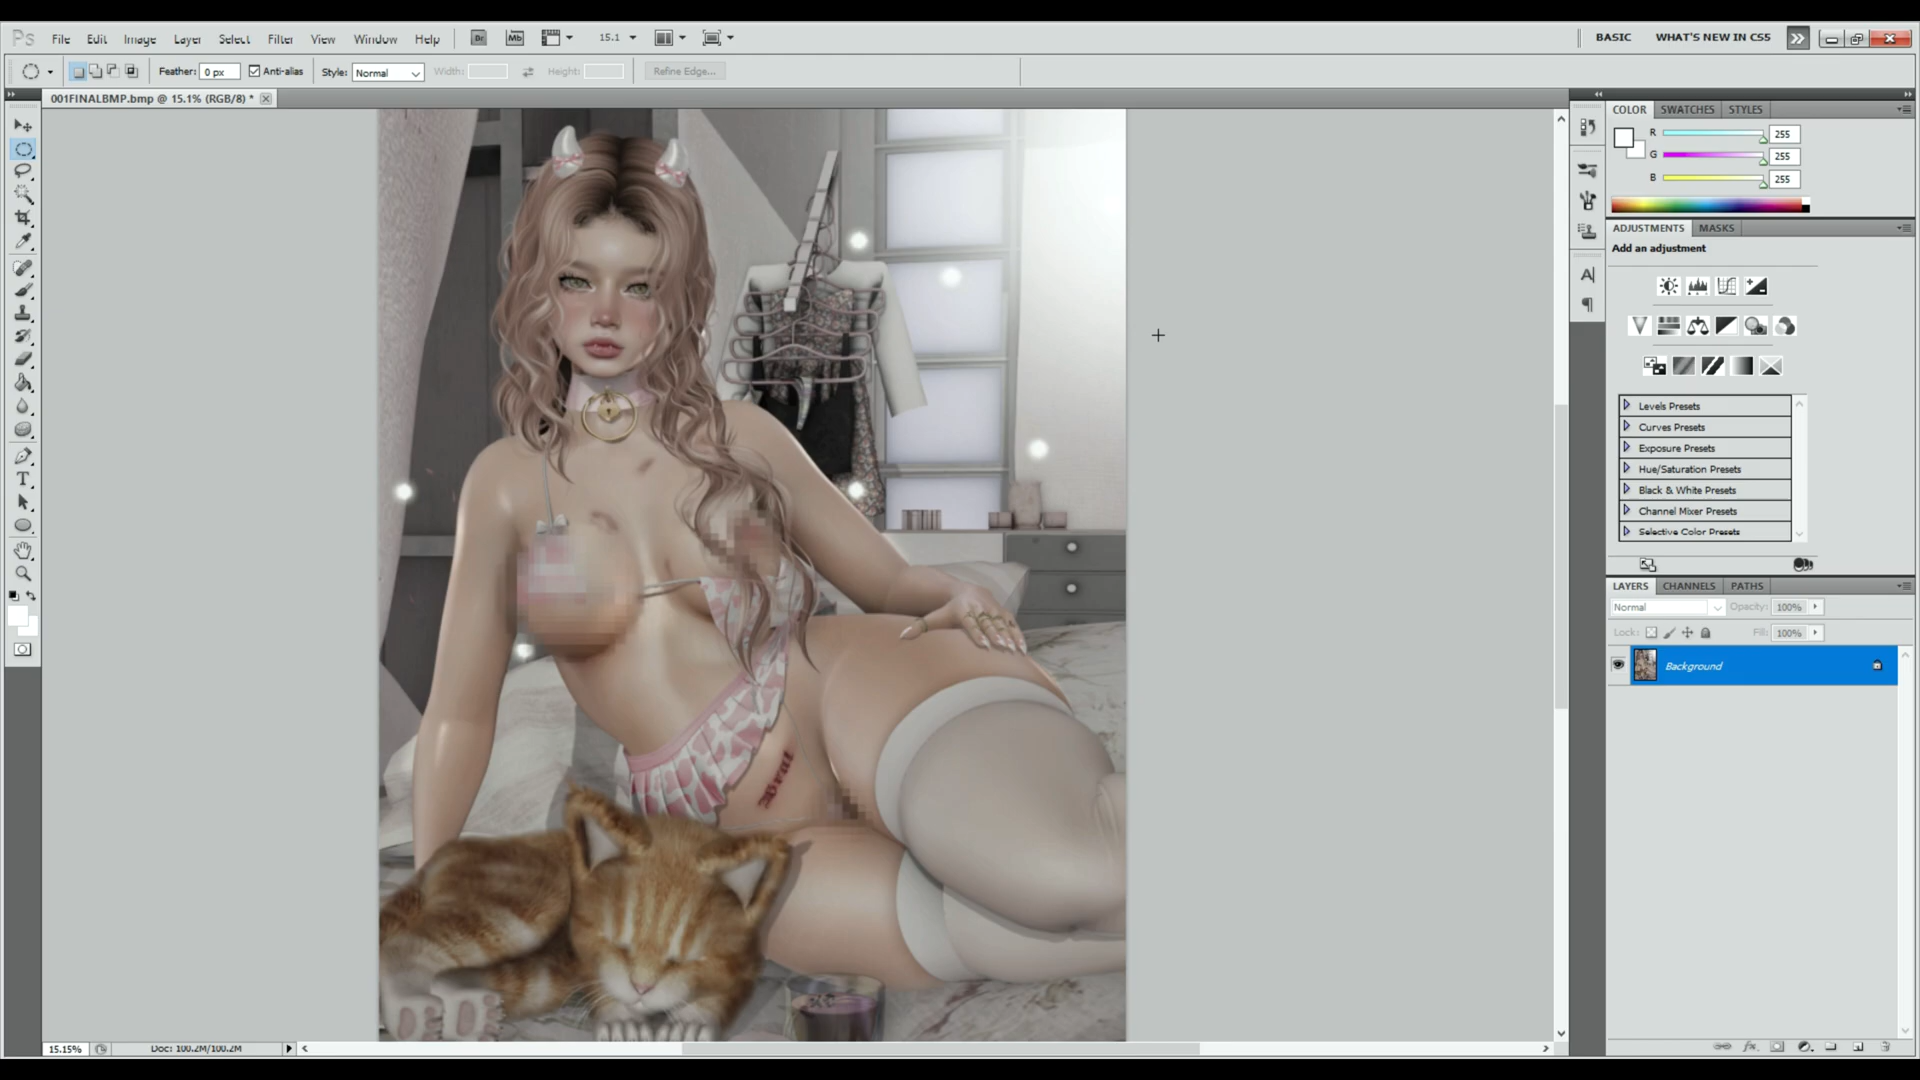 Ps File Edit Image Layer Select Filter View Window Help Br Mb 15.1 BASIC WHAT'S NEW IN CS5
Feather: 0 px Anti-alias Style: Normal Width: Height: Refine Edge...
001FINALBMP.bmp @ 15.1% (RGB/8) *
COLOR SWATCHES STYLES
R 255
G 255
B 255
ADJUSTMENTS MASKS
Add an adjustment
Levels Presets
Curves Presets
Exposure Presets
Hue/Saturation Presets
Black & White Presets
Channel Mixer Presets
Selective Color Presets
LAYERS CHANNELS PATHS
Normal Opacity: 100%
Lock: Fill: 100%
Background
Brat
15.15% Doc: 100.2M/100.2M